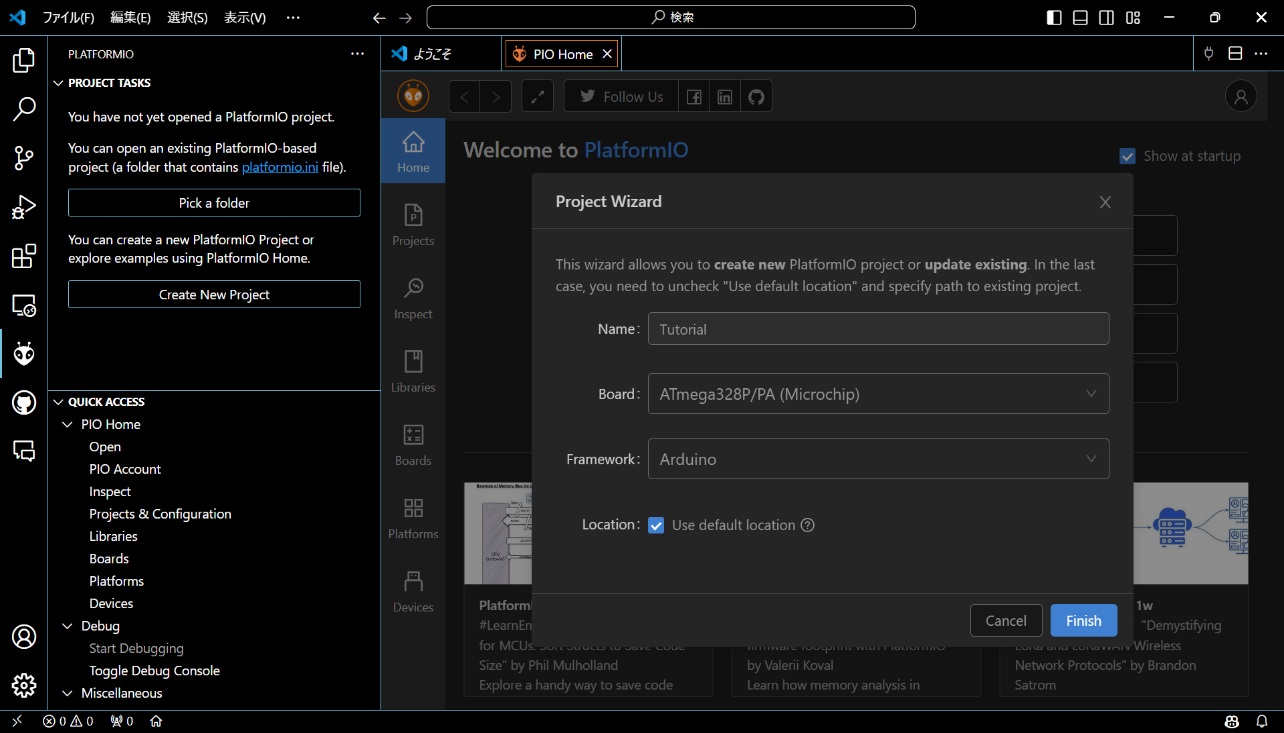 ファイル(F) 編集(E) 選択(S) 表示(V) ... 検索
PLATFORMIO ...
ようこそ PIO Home
PROJECT TASKS
You have not yet opened a PlatformIO project.
You can open an existing PlatformIO-based
project (a folder that contains platformio.ini file).
Pick a folder
You can create a new PlatformIO Project or
explore examples using PlatformIO Home.
Create New Project
QUICK ACCESS
PIO Home
Open
PIO Account
Inspect
Projects & Configuration
Libraries
Boards
Platforms
Devices
Debug
Start Debugging
Toggle Debug Console
Miscellaneous
Follow Us
Home
Projects
Inspect
Libraries
Boards
Platforms
Devices
Welcome to PlatformIO
Show at startup
Project Wizard
This wizard allows you to create new PlatformIO project or update existing. In the last
case, you need to uncheck "Use default location" and specify path to existing project.
Name: Tutorial
Board: ATmega328P/PA (Microchip)
Framework: Arduino
Location: Use default location
Cancel Finish
for MCUs: Sort Structs to Save Code
Size" by Phil Mulholland
Explore a handy way to save code
firmware footprint with PlatformIO
by Valerii Koval
Learn how memory analysis in
1w
"Demystifying
LoRa and LoRaWAN Wireless
Network Protocols" by Brandon
Satrom
0 0 0